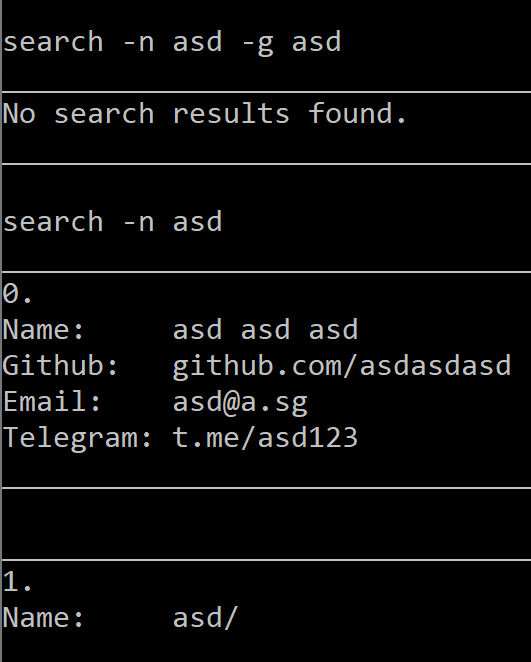 search -n asd -g asd
No search results found.
search -n asd
0.
Name: asd asd asd
Github: github.com/asdasdasd
Email: asd@a.sg
Telegram: t.me/asd123
1.
Name: asd/